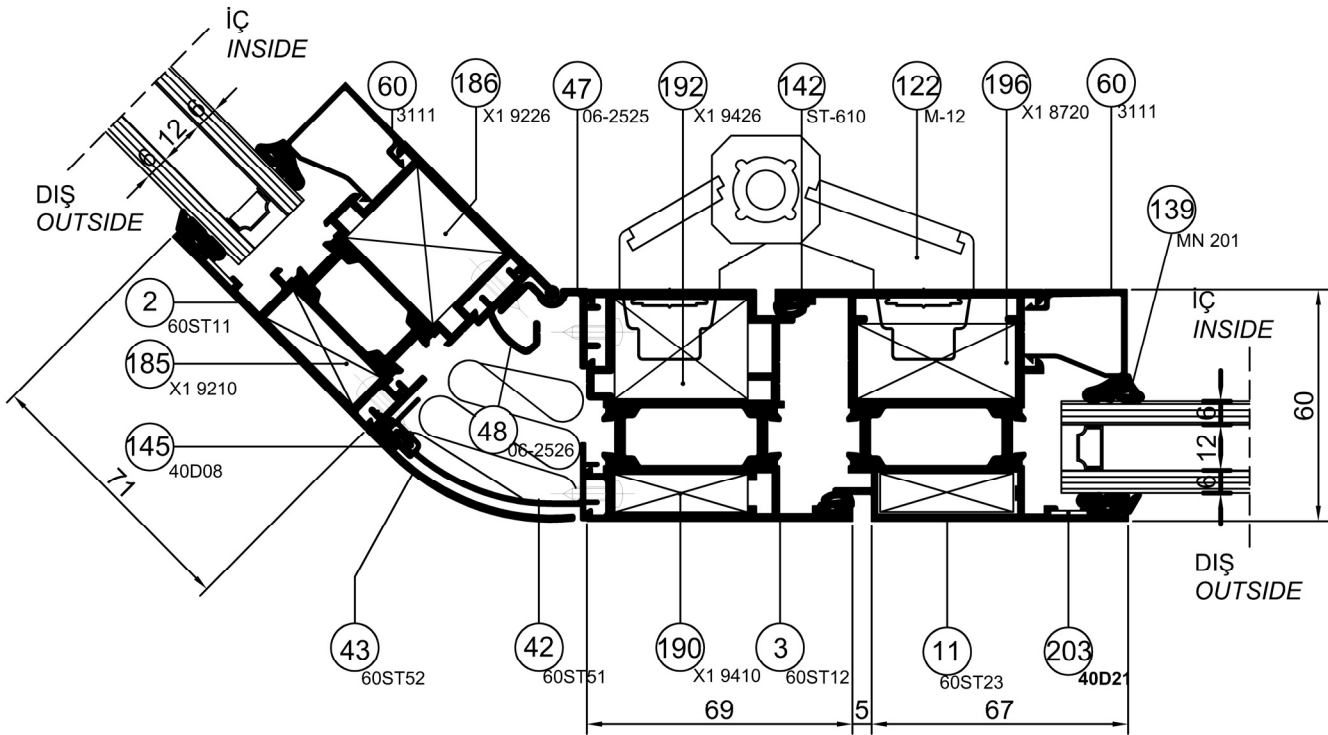 İÇ
INSIDE
60
3111
186
X1 9226
47
06-2525
192
X1 9426
142
ST-610
122
M-12
196
X1 8720
60
3111
6
12
6
DIŞ
OUTSIDE
139
MN 201
2
60ST11
İÇ
INSIDE
185
X1 9210
6
12
6
60
145
40D08
48
06-2526
71
DIŞ
OUTSIDE
43
60ST52
42
60ST51
190
X1 9410
3
60ST12
11
60ST23
203
40D21
69
5
67